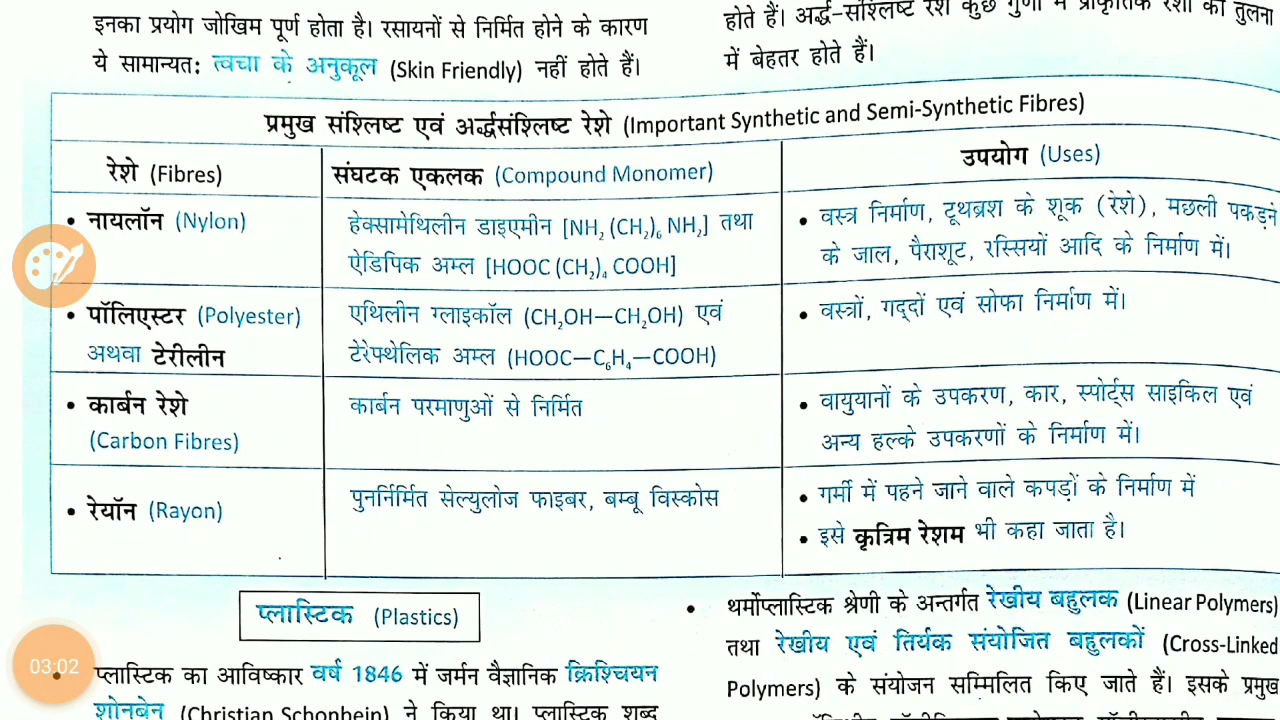 इनका प्रयोग जोखिम पूर्ण होता है। रसायनों से निर्मित होने के कारण
ये सामान्यत: त्वचा के अनुकूल (Skin Friendly) नहीं होते हैं।
होते हैं। अर्द्ध-संश्लिष्ट रेशे कुछ गुणों में प्राकृतिक रेशों की तुलना
में बेहतर होते हैं।
प्रमुख संश्लिष्ट एवं अर्द्धसंश्लिष्ट रेशे (Important Synthetic and Semi-Synthetic Fibres)
रेशे (Fibres)
संघटक एकलक (Compound Monomer)
उपयोग (Uses)
• नायलॉन (Nylon)
हेक्सामेथिलीन डाइएमीन [NH₂ (CH₂)₆ NH₂] तथा
ऐडिपिक अम्ल [HOOC (CH₂)₄ COOH]
• वस्त्र निर्माण, टूथब्रश के शूक (रेशे), मछली पकड़ने
के जाल, पैराशूट, रस्सियों आदि के निर्माण में।
• पॉलिएस्टर (Polyester)
अथवा टेरीलीन
एथिलीन ग्लाइकॉल (CH₂OH—CH₂OH) एवं
टेरेफ्थेलिक अम्ल (HOOC—C₆H₄—COOH)
• वस्त्रों, गद्दों एवं सोफा निर्माण में।
• कार्बन रेशे
(Carbon Fibres)
कार्बन परमाणुओं से निर्मित
• वायुयानों के उपकरण, कार, स्पोर्ट्स साइकिल एवं
अन्य हल्के उपकरणों के निर्माण में।
• रेयॉन (Rayon)
पुनर्निर्मित सेल्युलोज फाइबर, बम्बू विस्कोस
• गर्मी में पहने जाने वाले कपड़ों के निर्माण में
• इसे कृत्रिम रेशम भी कहा जाता है।
प्लास्टिक (Plastics)
03:02
• प्लास्टिक का आविष्कार वर्ष 1846 में जर्मन वैज्ञानिक क्रिश्चियन
शोनबेन (Christian Schonbein) ने किया था। प्लास्टिक शब्द
• थर्मोप्लास्टिक श्रेणी के अन्तर्गत रेखीय बहुलक (Linear Polymers)
तथा रेखीय एवं तिर्यक संयोजित बहुलकों (Cross-Linked
Polymers) के संयोजन सम्मिलित किए जाते हैं। इसके प्रमुख